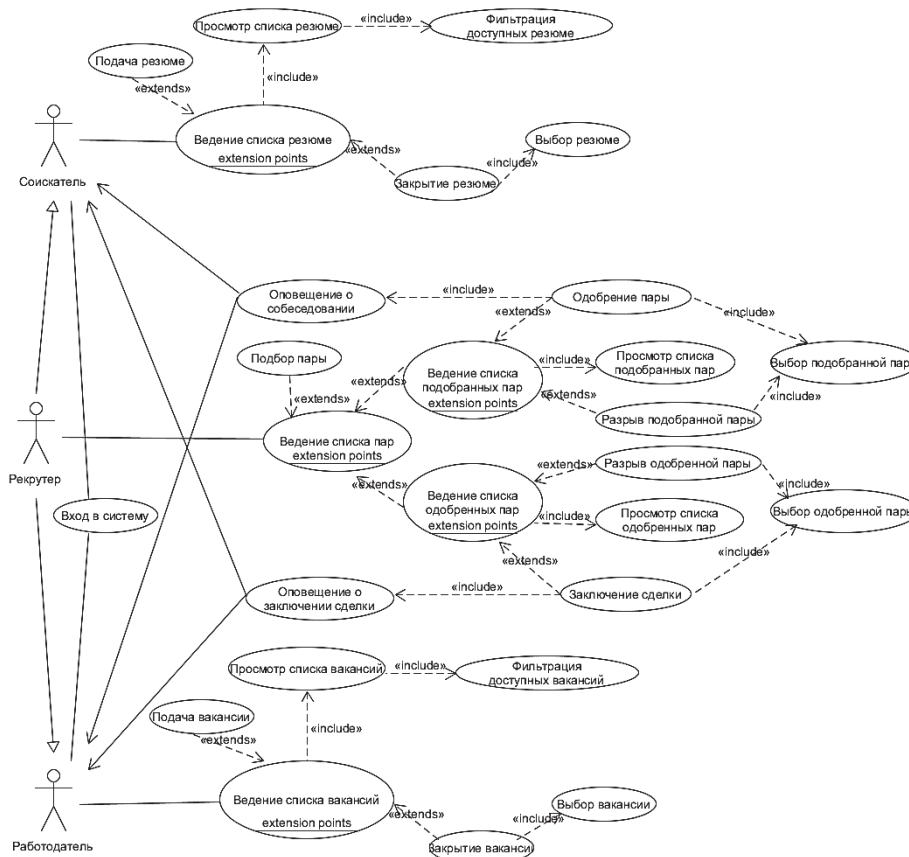 Просмотр списка резюме
«include»
Фильтрация
доступных резюме
Подача резюме
«include»
«extends»
Ведение списка резюме
extension points
Выбор резюме
«extends»
«include»
Закрытие резюме
Соискатель
Оповещение о
собеседовании
«include»
Одобрение пары
«extends»
«include»
Подбор пары
Ведение списка
подобранных пар
extension points
«include»
Просмотр списка
подобранных пар
Выбор подобранной пар
«extends»
«extends»
«extends»
«include»
Разрыв подобранной пары
Ведение списка пар
extension points
Рекрутер
Разрыв одобренной пары
«extends»
«extends»
«include»
Ведение списка
одобренных пар
extension points
«include»
Просмотр списка
одобренных пар
Выбор одобренной пары
Вход в систему
«extends»
«include»
Оповещение о
заключении сделки
«include»
Заключение сделки
Просмотр списка вакансий
«include»
Фильтрация
доступных вакансий
Подача вакансии
«extends»
«include»
Ведение списка вакансий
extension points
Выбор вакансии
«extends»
«include»
Закрытие ваканси
Работодатель